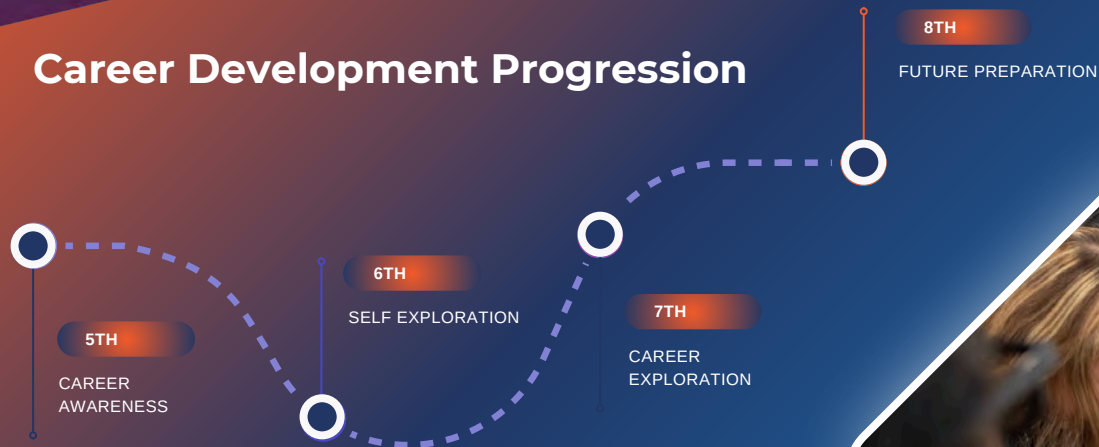 Career Development Progression
5TH
CAREER
AWARENESS
6TH
SELF EXPLORATION
7TH
CAREER
EXPLORATION
8TH
FUTURE PREPARATION